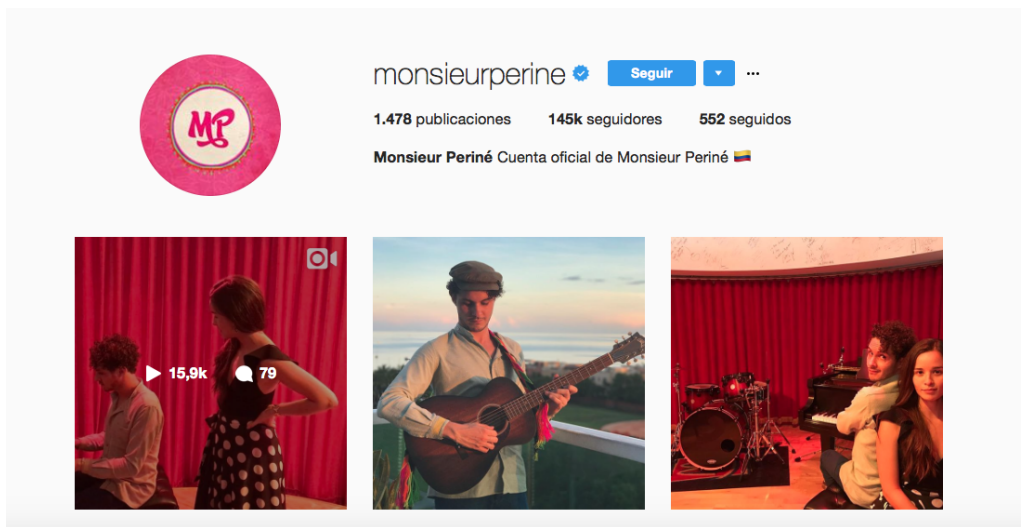 monsieurperine Seguir ...
1.478 publicaciones 145k seguidores 552 seguidos
Monsieur Periné Cuenta oficial de Monsieur Periné 🇨🇴
MP
15,9k 79